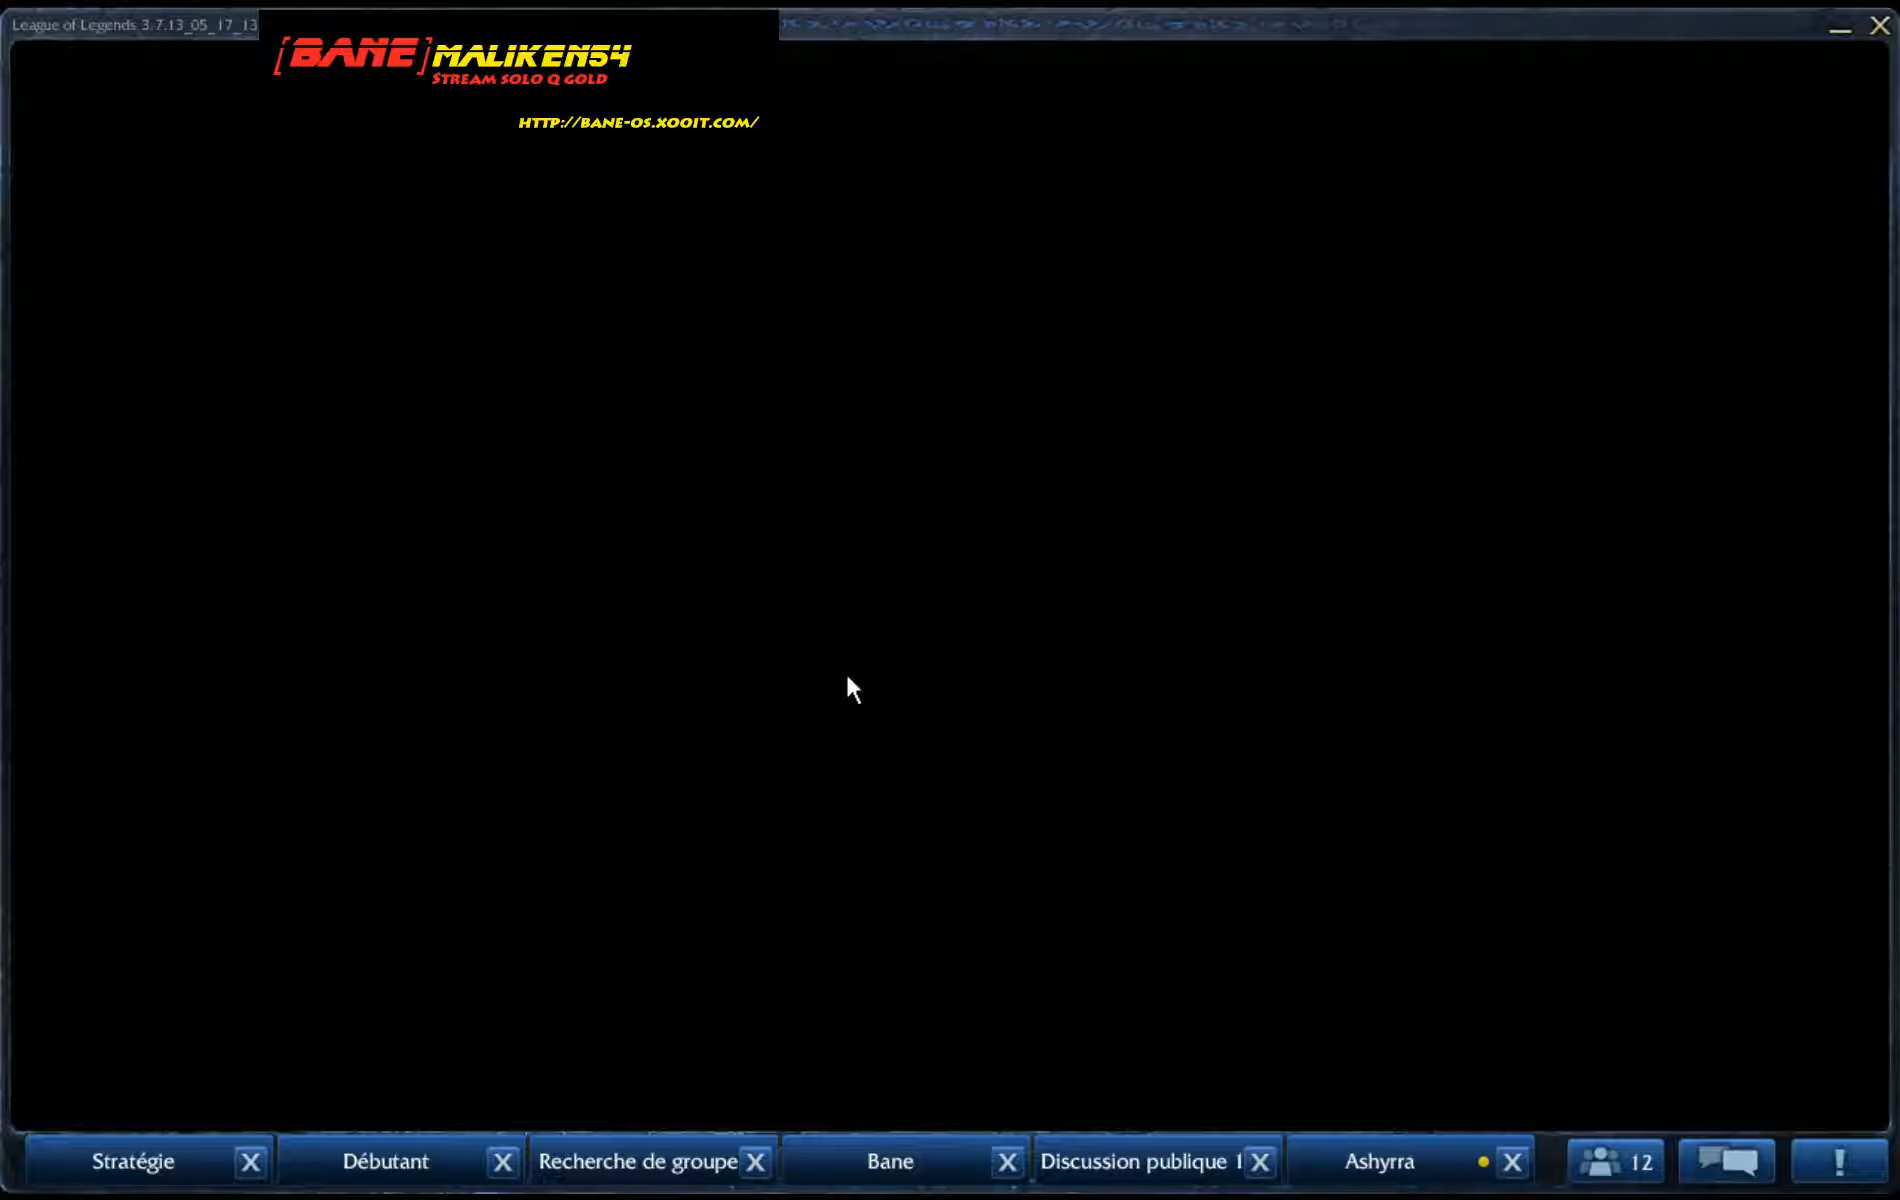 League of Legends 3.7.13_05_17_13
[BANE]MALIKEN54
STREAM SOLO Q GOLD
HTTP://BANE-OS.XOOIT.COM/
Stratégie X Débutant X Recherche de groupe X Bane X Discussion publique 1 X Ashyrra X 12 !